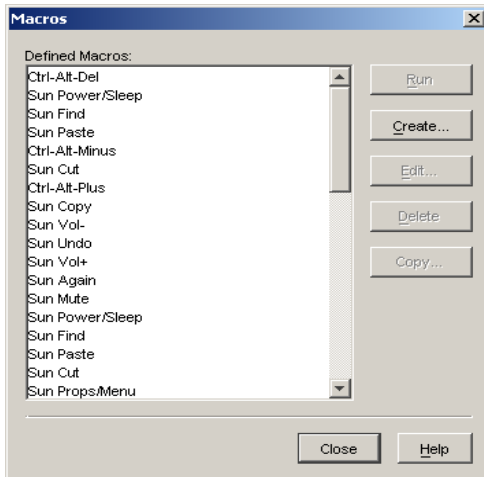 Macros
Defined Macros:
Ctrl-Alt-Del
Sun Power/Sleep
Sun Find
Sun Paste
Ctrl-Alt-Minus
Sun Cut
Ctrl-Alt-Plus
Sun Copy
Sun Vol-
Sun Undo
Sun Vol+
Sun Again
Sun Mute
Sun Power/Sleep
Sun Find
Sun Paste
Sun Cut
Sun Props/Menu
Run
Create...
Edit...
Delete
Copy...
Close
Help